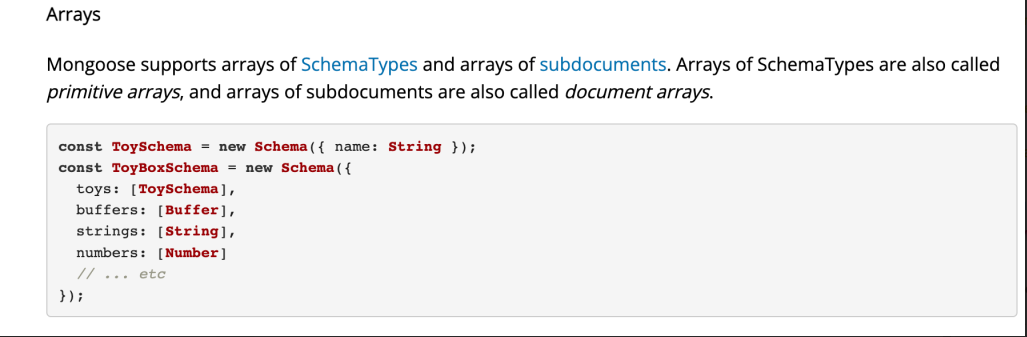 Arrays
Mongoose supports arrays of SchemaTypes and arrays of subdocuments. Arrays of SchemaTypes are also called
primitive arrays, and arrays of subdocuments are also called document arrays.
const ToySchema = new Schema({ name: String });
const ToyBoxSchema = new Schema({
  toys: [ToySchema],
  buffers: [Buffer],
  strings: [String],
  numbers: [Number]
  // ... etc
});